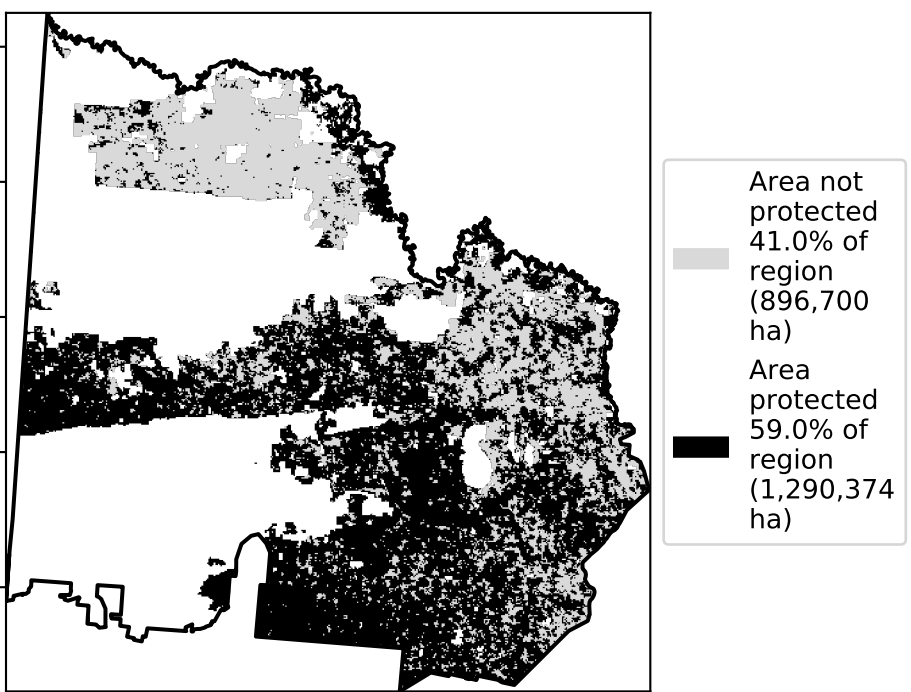 Area not
protected
41.0% of
region
(896,700
ha)
Area
protected
59.0% of
region
(1,290,374
ha)